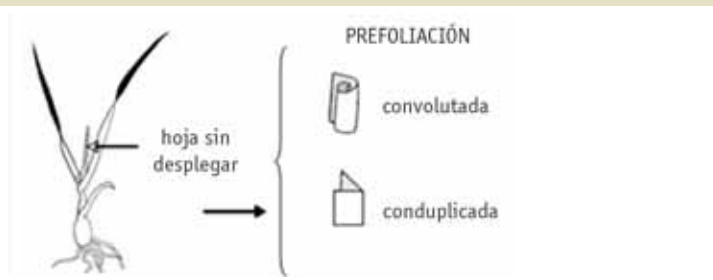 PREFOLIACIÓN
convolutada
hoja sin
desplegar
conduplicada